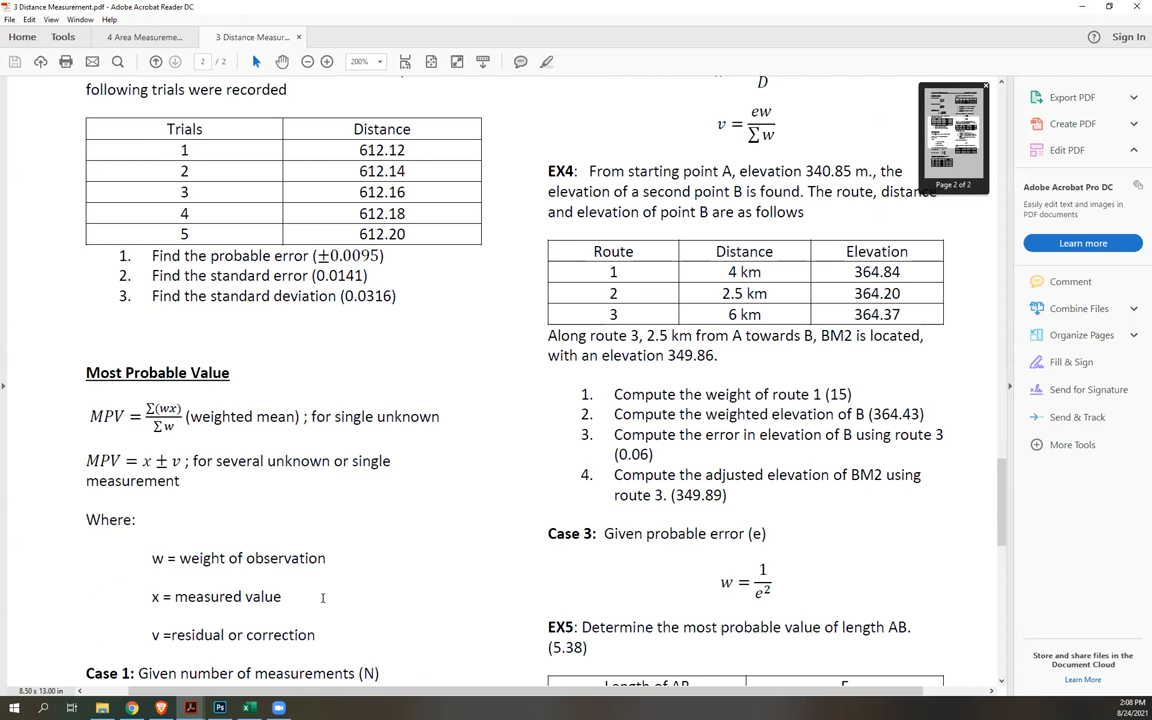 3 Distance Measurement.pdf - Adobe Acrobat Reader DC
File Edit View Window Help
Home Tools 4 Area Measureme... 3 Distance Measur... × Sign In
2 / 2 200%
following trials were recorded
Trials Distance
1 612.12
2 612.14
3 612.16
4 612.18
5 612.20
1. Find the probable error (±0.0095)
2. Find the standard error (0.0141)
3. Find the standard deviation (0.0316)
Most Probable Value
MPV = ∑(wx) / ∑w (weighted mean) ; for single unknown
MPV = x ± v ; for several unknown or single
measurement
Where:
w = weight of observation
x = measured value
v =residual or correction
Case 1: Given number of measurements (N)
D
v = ew / ∑w
EX4: From starting point A, elevation 340.85 m., the
elevation of a second point B is found. The route, distance
and elevation of point B are as follows
Route Distance Elevation
1 4 km 364.84
2 2.5 km 364.20
3 6 km 364.37
Along route 3, 2.5 km from A towards B, BM2 is located,
with an elevation 349.86.
1. Compute the weight of route 1 (15)
2. Compute the weighted elevation of B (364.43)
3. Compute the error in elevation of B using route 3
(0.06)
4. Compute the adjusted elevation of BM2 using
route 3. (349.89)
Case 3: Given probable error (e)
w = 1 / e²
EX5: Determine the most probable value of length AB.
(5.38)
Length of AB E
Page 2 of 2
Export PDF
Create PDF
Edit PDF
Adobe Acrobat Pro DC
Easily edit text and images in
PDF documents
Learn more
Comment
Combine Files
Organize Pages
Fill & Sign
Send for Signature
Send & Track
More Tools
Store and share files in the
Document Cloud
Learn More
8.50 x 13.00 in
2:08 PM
8/24/2021